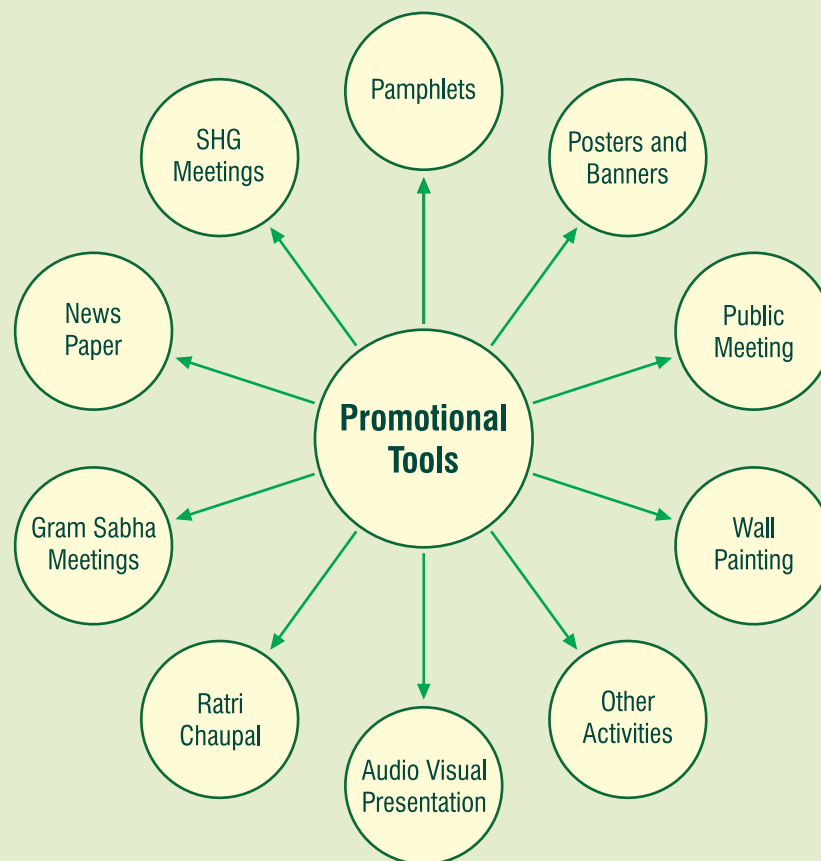 Pamphlets
SHG
Meetings
Posters and
Banners
News
Paper
Public
Meeting
Promotional
Tools
Gram Sabha
Meetings
Wall
Painting
Ratri
Chaupal
Other
Activities
Audio Visual
Presentation